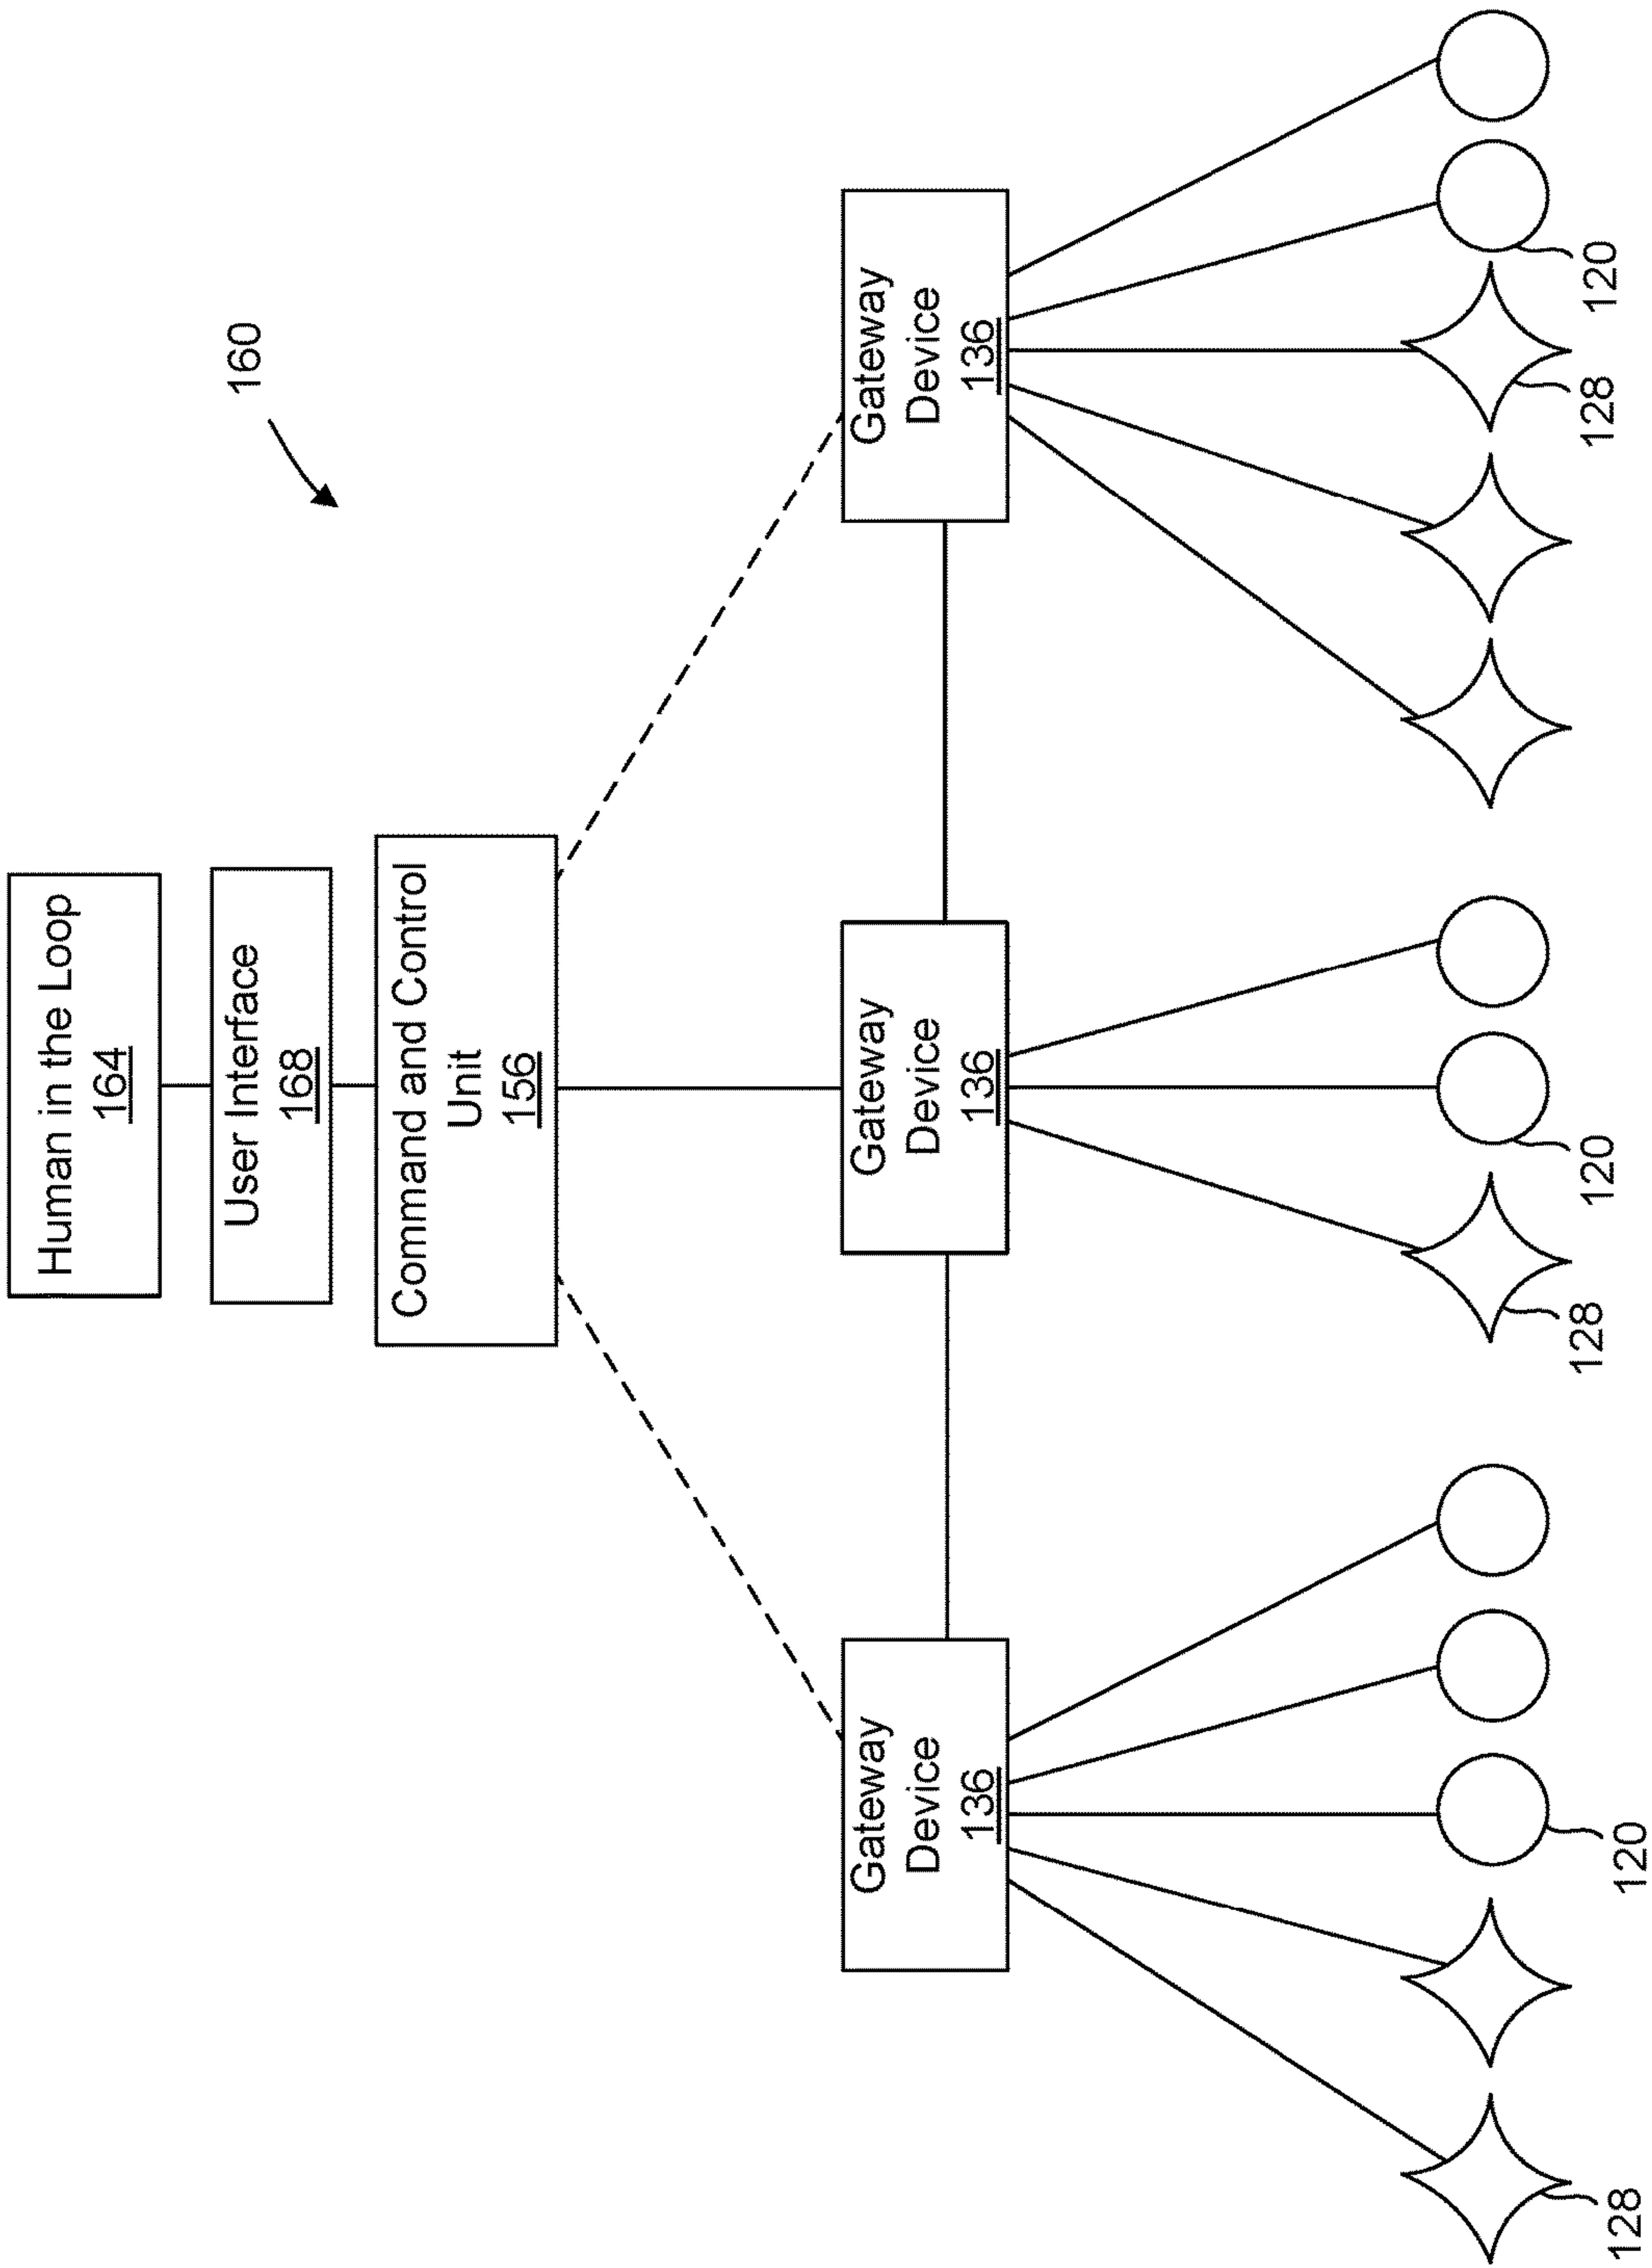 Human in the Loop
164
User Interface
168
Command and Control
Unit
156
160
Gateway
Device
136
Gateway
Device
136
Gateway
Device
136
128
120
128
120
128
120